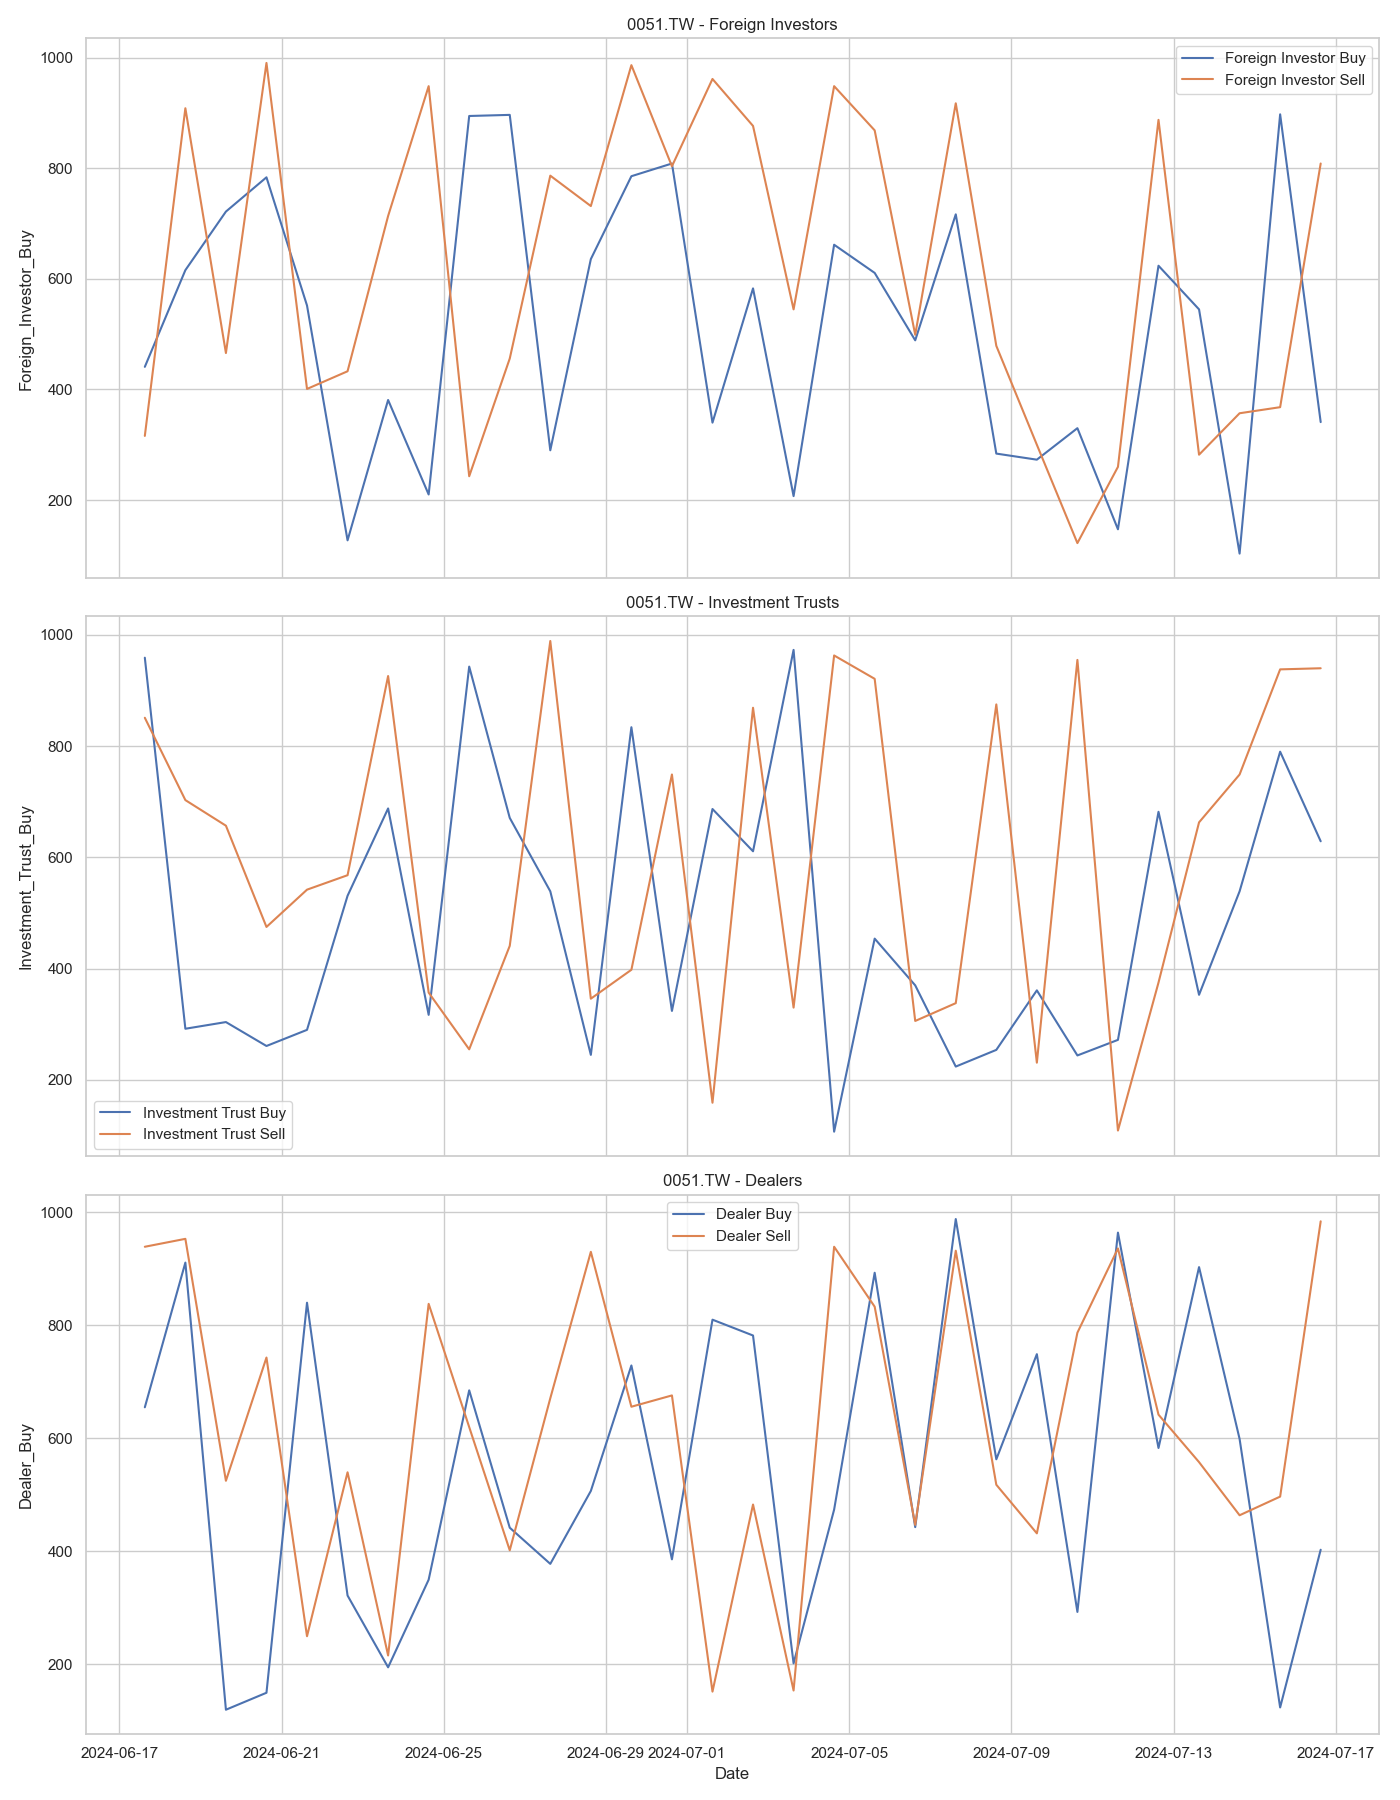 0051.TW - Foreign Investors
Foreign Investor Buy
Foreign Investor Sell
1000
800
600
400
200
Foreign_Investor_Buy
0051.TW - Investment Trusts
1000
800
600
400
200
Investment_Trust_Buy
Investment Trust Buy
Investment Trust Sell
0051.TW - Dealers
Dealer Buy
Dealer Sell
1000
800
600
400
200
Dealer_Buy
2024-06-17 2024-06-21 2024-06-25 2024-06-29 2024-07-01 2024-07-05 2024-07-09 2024-07-13 2024-07-17
Date